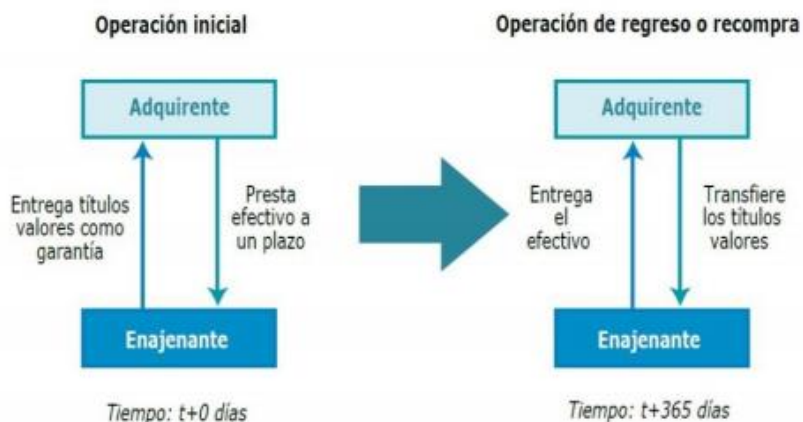 Operación inicial
Adquirente
Entrega títulos
valores como
garantía
Presta
efectivo a
un plazo
Enajenante
Tiempo: t+0 días
Operación de regreso o recompra
Adquirente
Entrega
el
efectivo
Transfiere
los títulos
valores
Enajenante
Tiempo: t+365 días